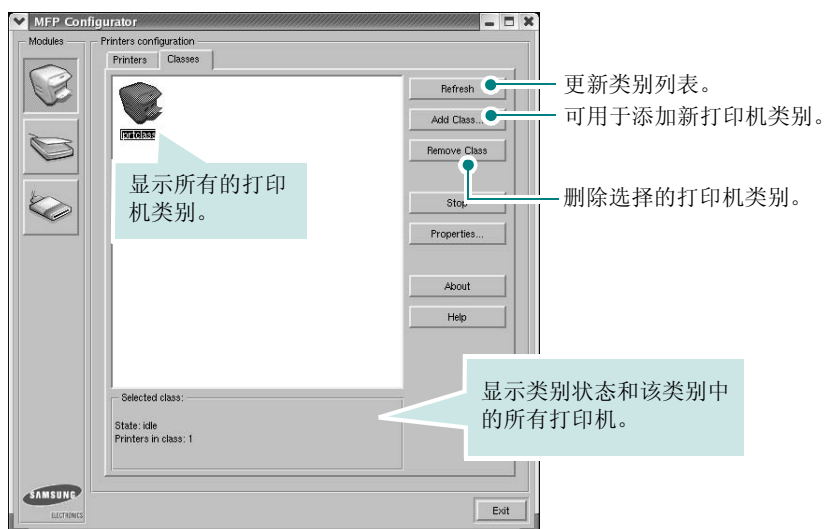 MFP Configurator
Modules
Printers configuration
Printers
Classes
prtclass
显示所有的打印
机类别。
Refresh
Add Class...
Remove Class
Stop
Properties...
About
Help
更新类别列表。
可用于添加新打印机类别。
删除选择的打印机类别。
Selected class:
State: idle
Printers in class: 1
显示类别状态和该类别中
的所有打印机。
SAMSUNG
ELECTRONICS
Exit